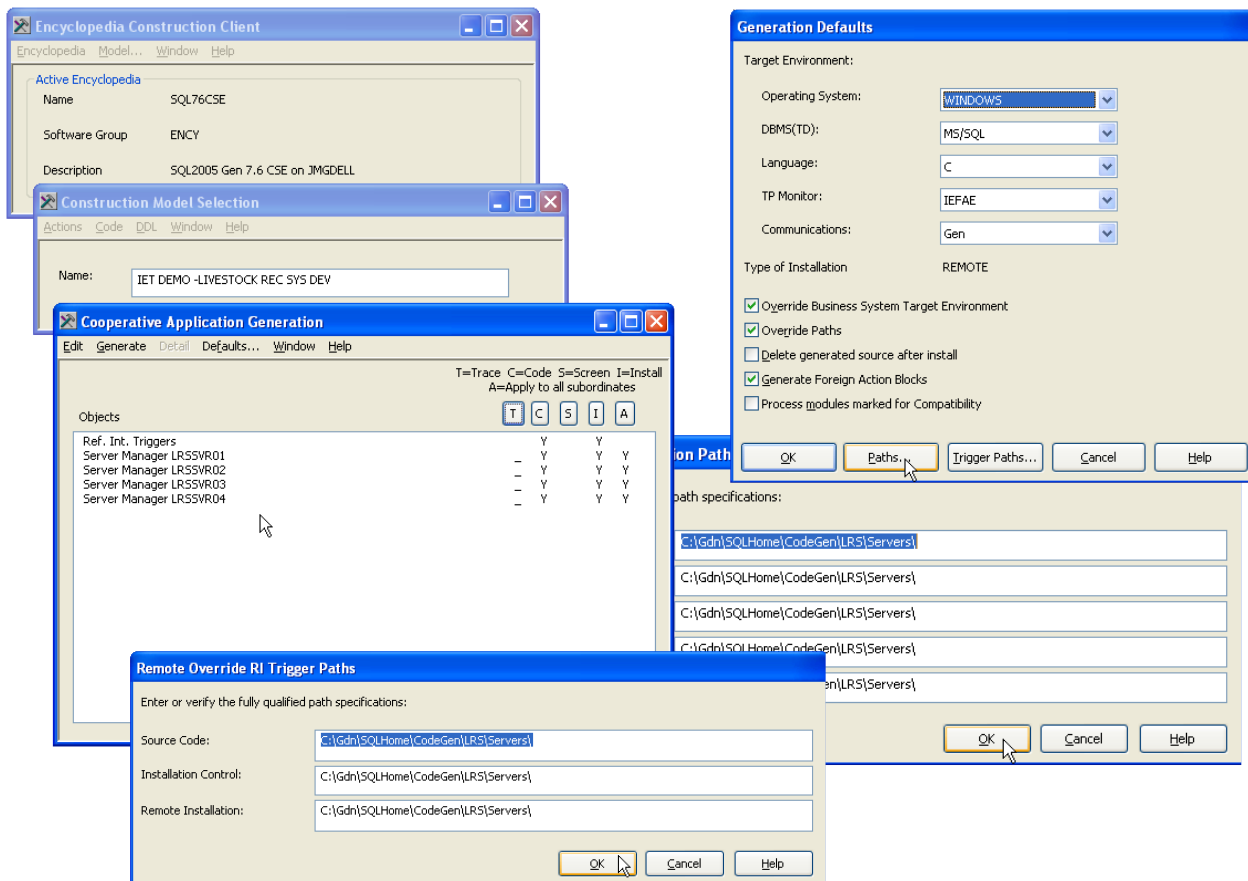 Encyclopedia Construction Client
Encyclopedia Model... Window Help
Active Encyclopedia
Name SQL76CSE
Software Group ENCY
Description SQL2005 Gen 7.6 CSE on JMGDELL
Construction Model Selection
Actions Code DDL Window Help
Name: IET DEMO -LIVESTOCK REC SYS DEV
Cooperative Application Generation
Edit Generate Detail Defaults... Window Help
T=Trace C=Code S=Screen I=Install
A=Apply to all subordinates
Objects T C S I A
Ref. Int. Triggers Y Y
Server Manager LRSSVR01 _ Y Y Y
Server Manager LRSSVR02 _ Y Y Y
Server Manager LRSSVR03 _ Y Y Y
Server Manager LRSSVR04 _ Y Y Y
Generation Defaults
Target Environment:
Operating System: WINDOWS
DBMS(TD): MS/SQL
Language: C
TP Monitor: IEFAE
Communications: Gen
Type of Installation REMOTE
Override Business System Target Environment
Override Paths
Delete generated source after install
Generate Foreign Action Blocks
Process modules marked for Compatibility
OK Paths... Trigger Paths... Cancel Help
ion Path
path specifications:
C:\Gdn\SQLHome\CodeGen\LRS\Servers\
C:\Gdn\SQLHome\CodeGen\LRS\Servers\
C:\Gdn\SQLHome\CodeGen\LRS\Servers\
C:\Gdn\SQLHome\CodeGen\LRS\Servers\
en\LRS\Servers\
OK Cancel Help
Remote Override RI Trigger Paths
Enter or verify the fully qualified path specifications:
Source Code: C:\Gdn\SQLHome\CodeGen\LRS\Servers\
Installation Control: C:\Gdn\SQLHome\CodeGen\LRS\Servers\
Remote Installation: C:\Gdn\SQLHome\CodeGen\LRS\Servers\
OK Cancel Help